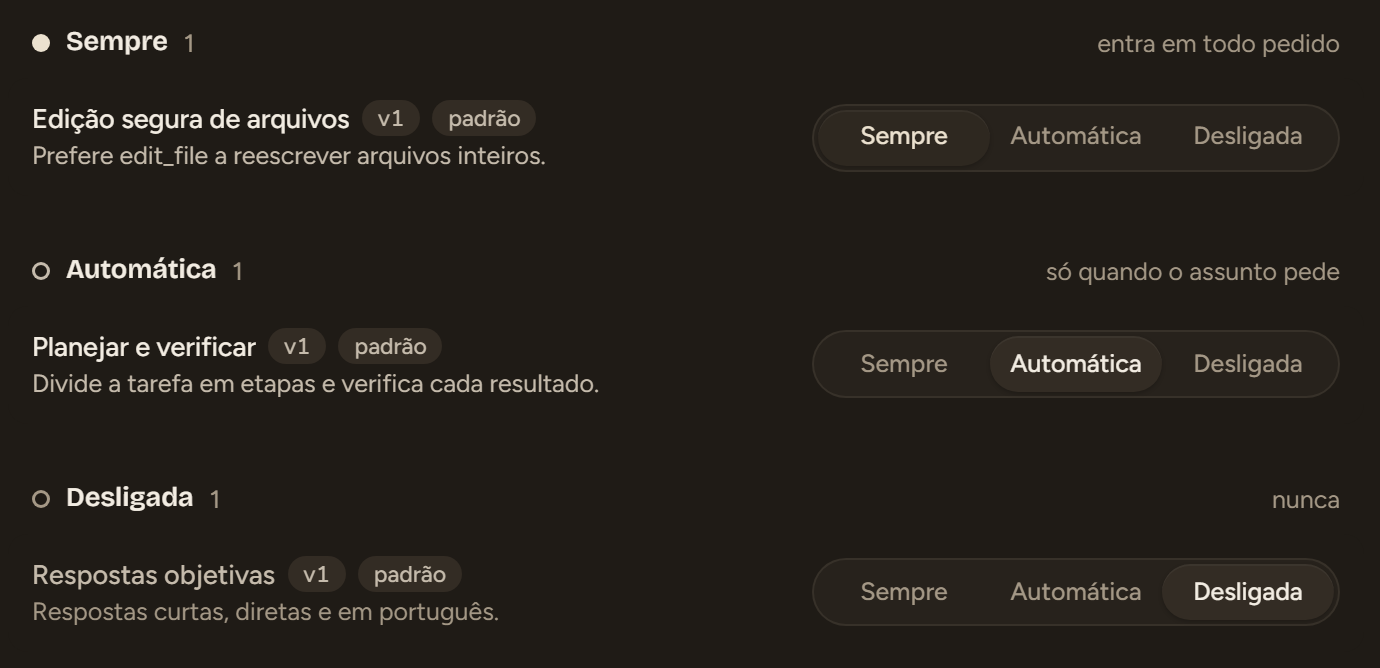 Sempre 1 entra em todo pedido
Edição segura de arquivos v1 padrão Sempre Automática Desligada
Prefere edit_file a reescrever arquivos inteiros.
Automática 1 só quando o assunto pede
Planejar e verificar v1 padrão Sempre Automática Desligada
Divide a tarefa em etapas e verifica cada resultado.
Desligada 1 nunca
Respostas objetivas v1 padrão Sempre Automática Desligada
Respostas curtas, diretas e em português.